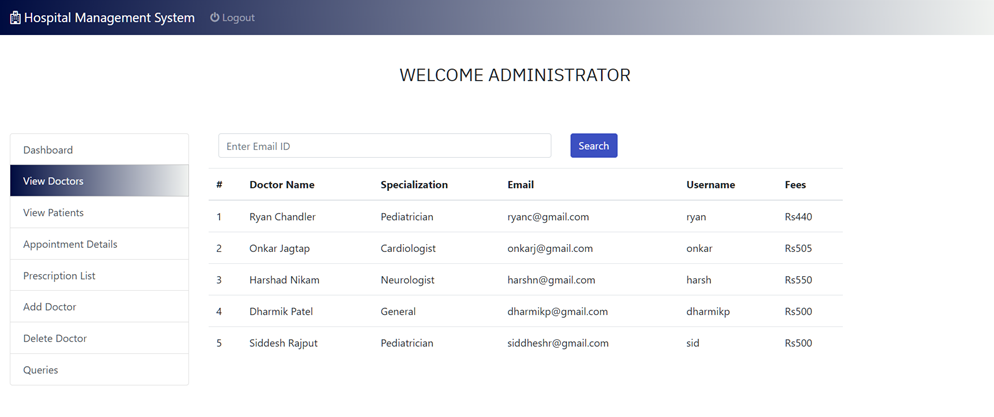 Hospital Management System Logout
WELCOME ADMINISTRATOR
Dashboard
View Doctors
View Patients
Appointment Details
Prescription List
Add Doctor
Delete Doctor
Queries
Enter Email ID Search
# Doctor Name Specialization Email Username Fees
1 Ryan Chandler Pediatrician ryanc@gmail.com ryan Rs440
2 Onkar Jagtap Cardiologist onkarj@gmail.com onkar Rs505
3 Harshad Nikam Neurologist harshn@gmail.com harsh Rs550
4 Dharmik Patel General dharmikp@gmail.com dharmikp Rs500
5 Siddesh Rajput Pediatrician siddheshr@gmail.com sid Rs500